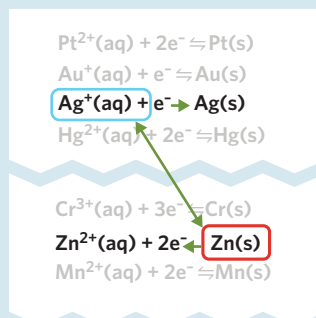 Pt²⁺(aq) + 2e⁻ ⇌ Pt(s)
Au⁺(aq) + e⁻ ⇌ Au(s)
Ag⁺(aq) + e⁻ → Ag(s)
Hg²⁺(aq) + 2e⁻ ⇌ Hg(s)
Cr³⁺(aq) + 3e⁻ ⇌ Cr(s)
Zn²⁺(aq) + 2e⁻ ← Zn(s)
Mn²⁺(aq) + 2e⁻ ⇌ Mn(s)